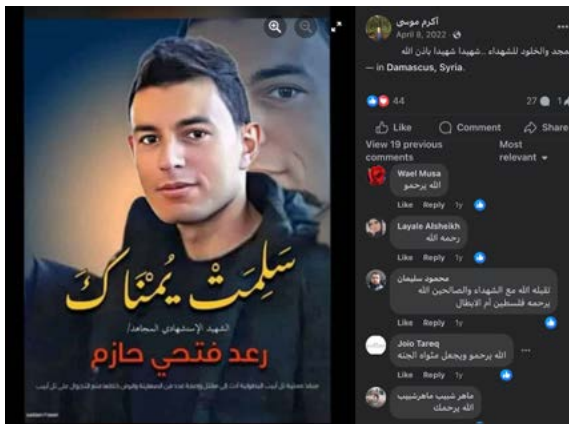 سَلِمَتْ يُمْنَاكَ
الشهيد الإستشهادي المجاهد/
رعد فتحي حازم
أكرم موسى
April 8, 2022
المجد والخلود للشهداء ..شهيدا شهيدا باذن الله
— in Damascus, Syria.
44
27
1
Like Comment Share
View 19 previous comments
Most relevant
Wael Musa
الله يرحمو
Like Reply 1y
Layale Alsheikh
رحمه الله
Like Reply 1y
محمود سليمان
تقبله الله مع الشهداء والصالحين الله
يرحمه فلسطين أم الابطال
Like Reply 1y
Joio Tareq
الله يرحمو ويجعل مثواه الجنه
Like Reply 1y
ماهر شبيب ماهرشبيب
الله يرحمك